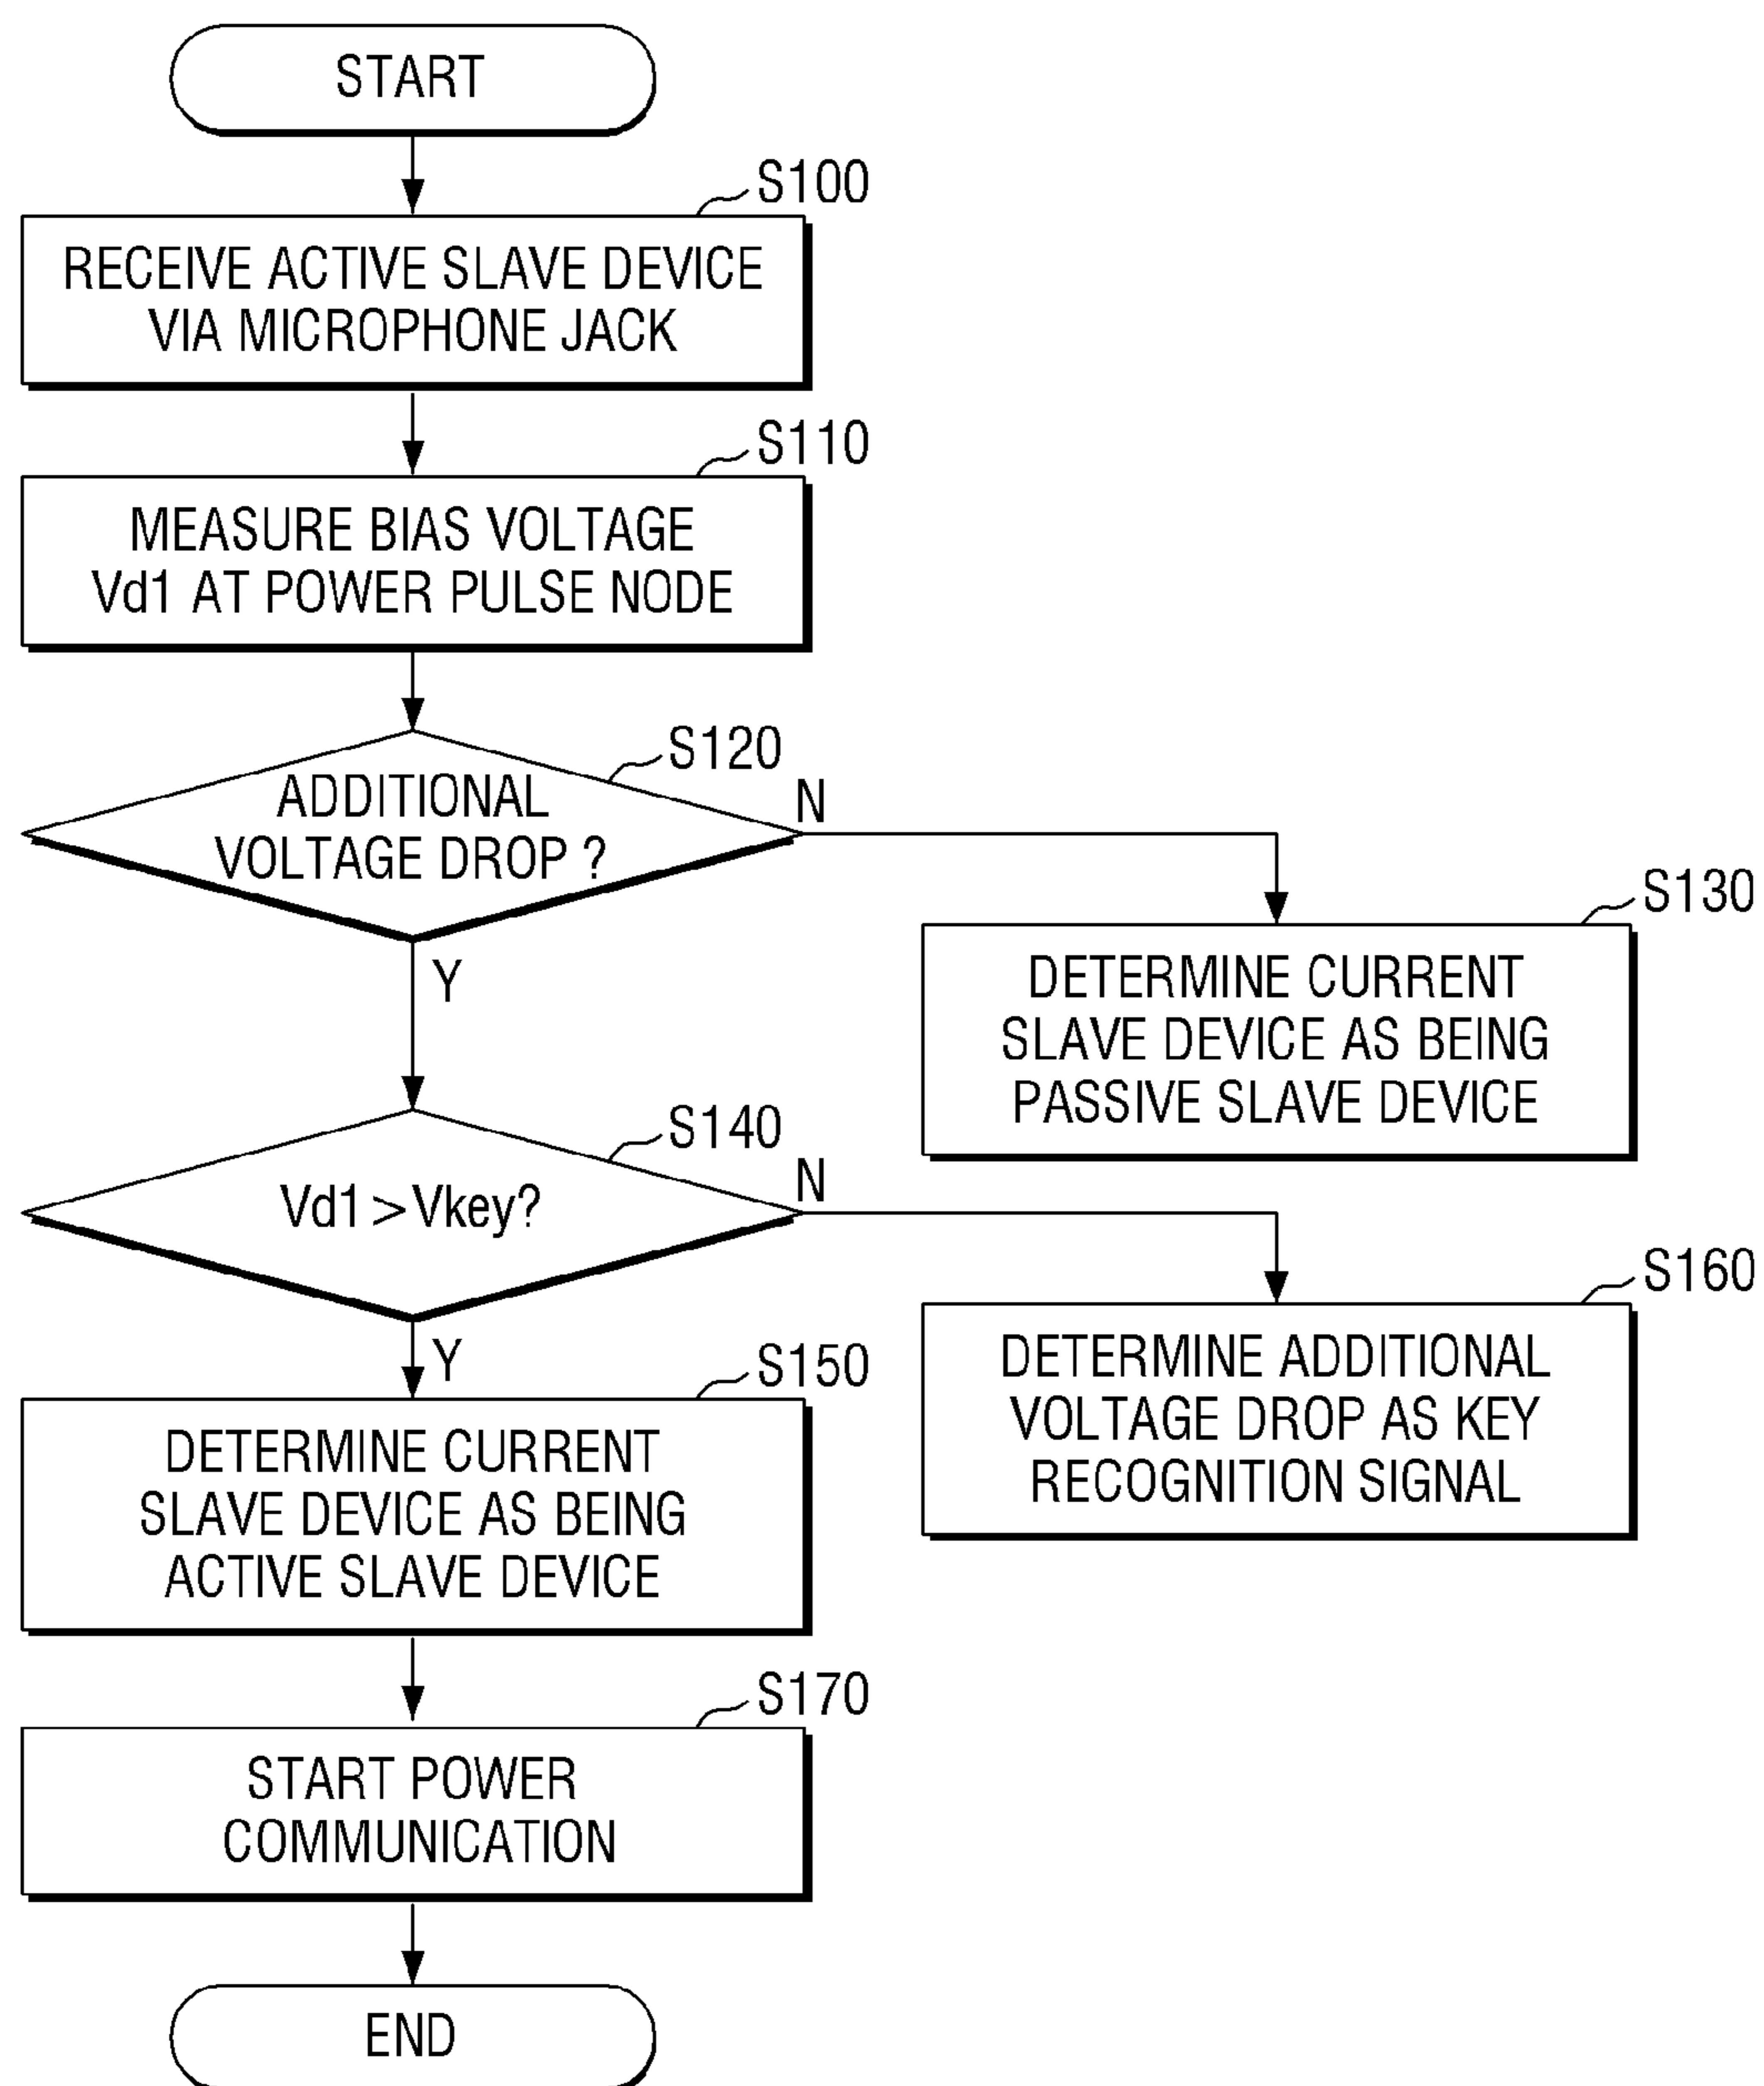 START
S100
RECEIVE ACTIVE SLAVE DEVICE
VIA MICROPHONE JACK
S110
MEASURE BIAS VOLTAGE
Vd1 AT POWER PULSE NODE
S120
ADDITIONAL
VOLTAGE DROP ?
N
Y
S130
DETERMINE CURRENT
SLAVE DEVICE AS BEING
PASSIVE SLAVE DEVICE
S140
Vd1 > Vkey?
N
Y
S160
DETERMINE ADDITIONAL
VOLTAGE DROP AS KEY
RECOGNITION SIGNAL
S150
DETERMINE CURRENT
SLAVE DEVICE AS BEING
ACTIVE SLAVE DEVICE
S170
START POWER
COMMUNICATION
END